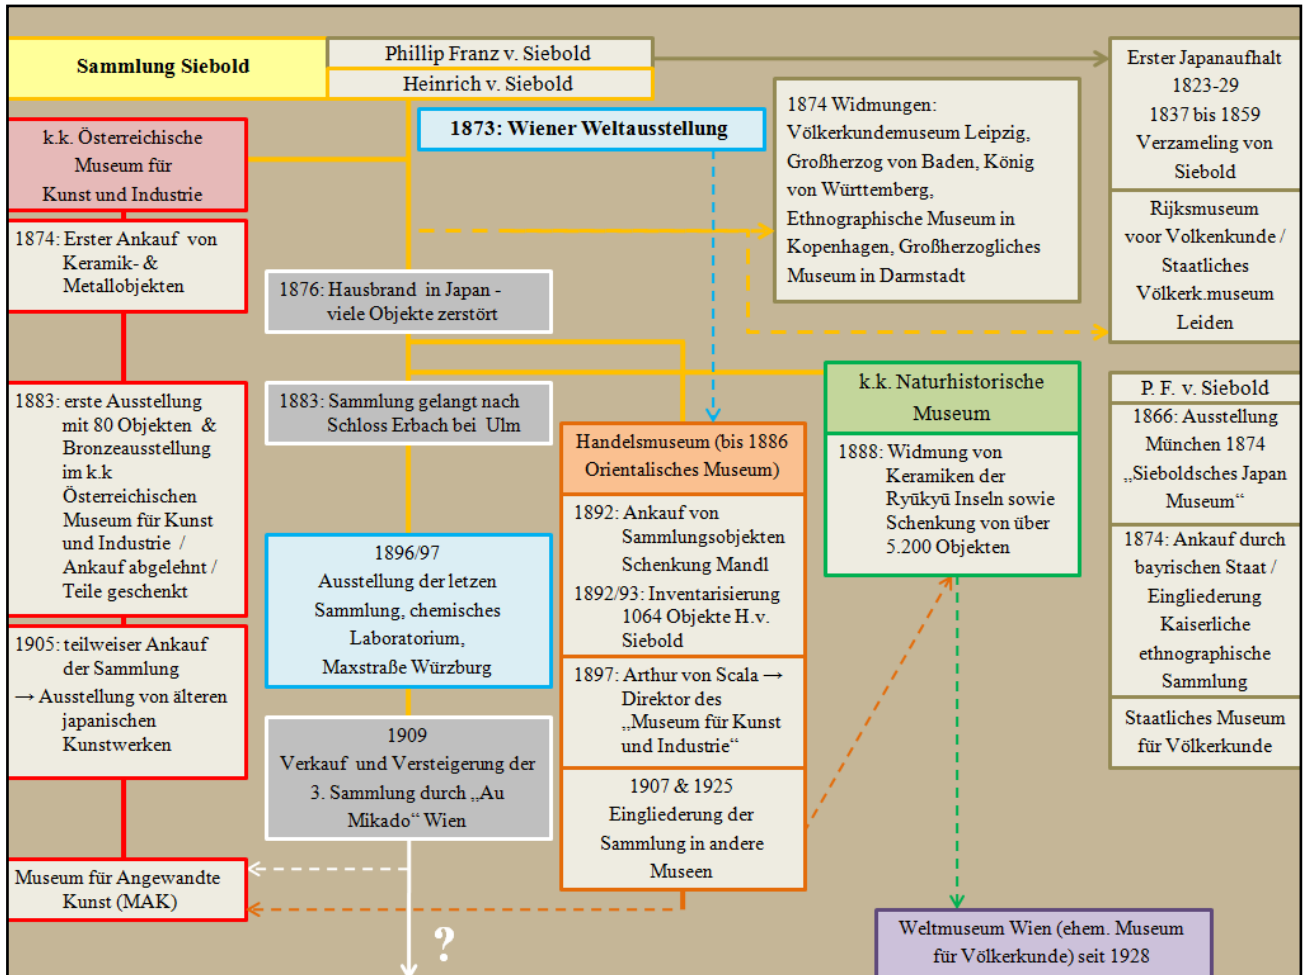 Sammlung Siebold
Phillip Franz v. Siebold
Heinrich v. Siebold
1873: Wiener Weltausstellung
k.k. Österreichische
Museum für
Kunst und Industrie
1874: Erster Ankauf von
Keramik- &
Metallobjekten
1883: erste Ausstellung
mit 80 Objekten &
Bronzeausstellung
im k.k
Österreichischen
Museum für Kunst
und Industrie /
Ankauf abgelehnt /
Teile geschenkt
1905: teilweiser Ankauf
der Sammlung
→ Ausstellung von älteren
japanischen
Kunstwerken
Museum für Angewandte
Kunst (MAK)
1876: Hausbrand in Japan -
viele Objekte zerstört
1883: Sammlung gelangt nach
Schloss Erbach bei Ulm
1896/97
Ausstellung der letzen
Sammlung, chemisches
Laboratorium,
Maxstraße Würzburg
1909
Verkauf und Versteigerung der
3. Sammlung durch „Au
Mikado“ Wien
?
1874 Widmungen:
Völkerkundemuseum Leipzig,
Großherzog von Baden, König
von Württemberg,
Ethnographische Museum in
Kopenhagen, Großherzogliches
Museum in Darmstadt
Handelsmuseum (bis 1886
Orientalisches Museum)
1892: Ankauf von
Sammlungsobjekten
Schenkung Mandl
1892/93: Inventarisierung
1064 Objekte H.v.
Siebold
1897: Arthur von Scala →
Direktor des
„Museum für Kunst
und Industrie“
1907 & 1925
Eingliederung der
Sammlung in andere
Museen
k.k. Naturhistorische
Museum
1888: Widmung von
Keramiken der
Ryūkyū Inseln sowie
Schenkung von über
5.200 Objekten
Weltmuseum Wien (ehem. Museum
für Völkerkunde) seit 1928
Erster Japanaufhalt
1823-29
1837 bis 1859
Verzameling von
Siebold
Rijksmuseum
voor Volkenkunde /
Staatliches
Völkerk.museum
Leiden
P. F. v. Siebold
1866: Ausstellung
München 1874
„Sieboldsches Japan
Museum“
1874: Ankauf durch
bayrischen Staat /
Eingliederung
Kaiserliche
ethnographische
Sammlung
Staatliches Museum
für Völkerkunde